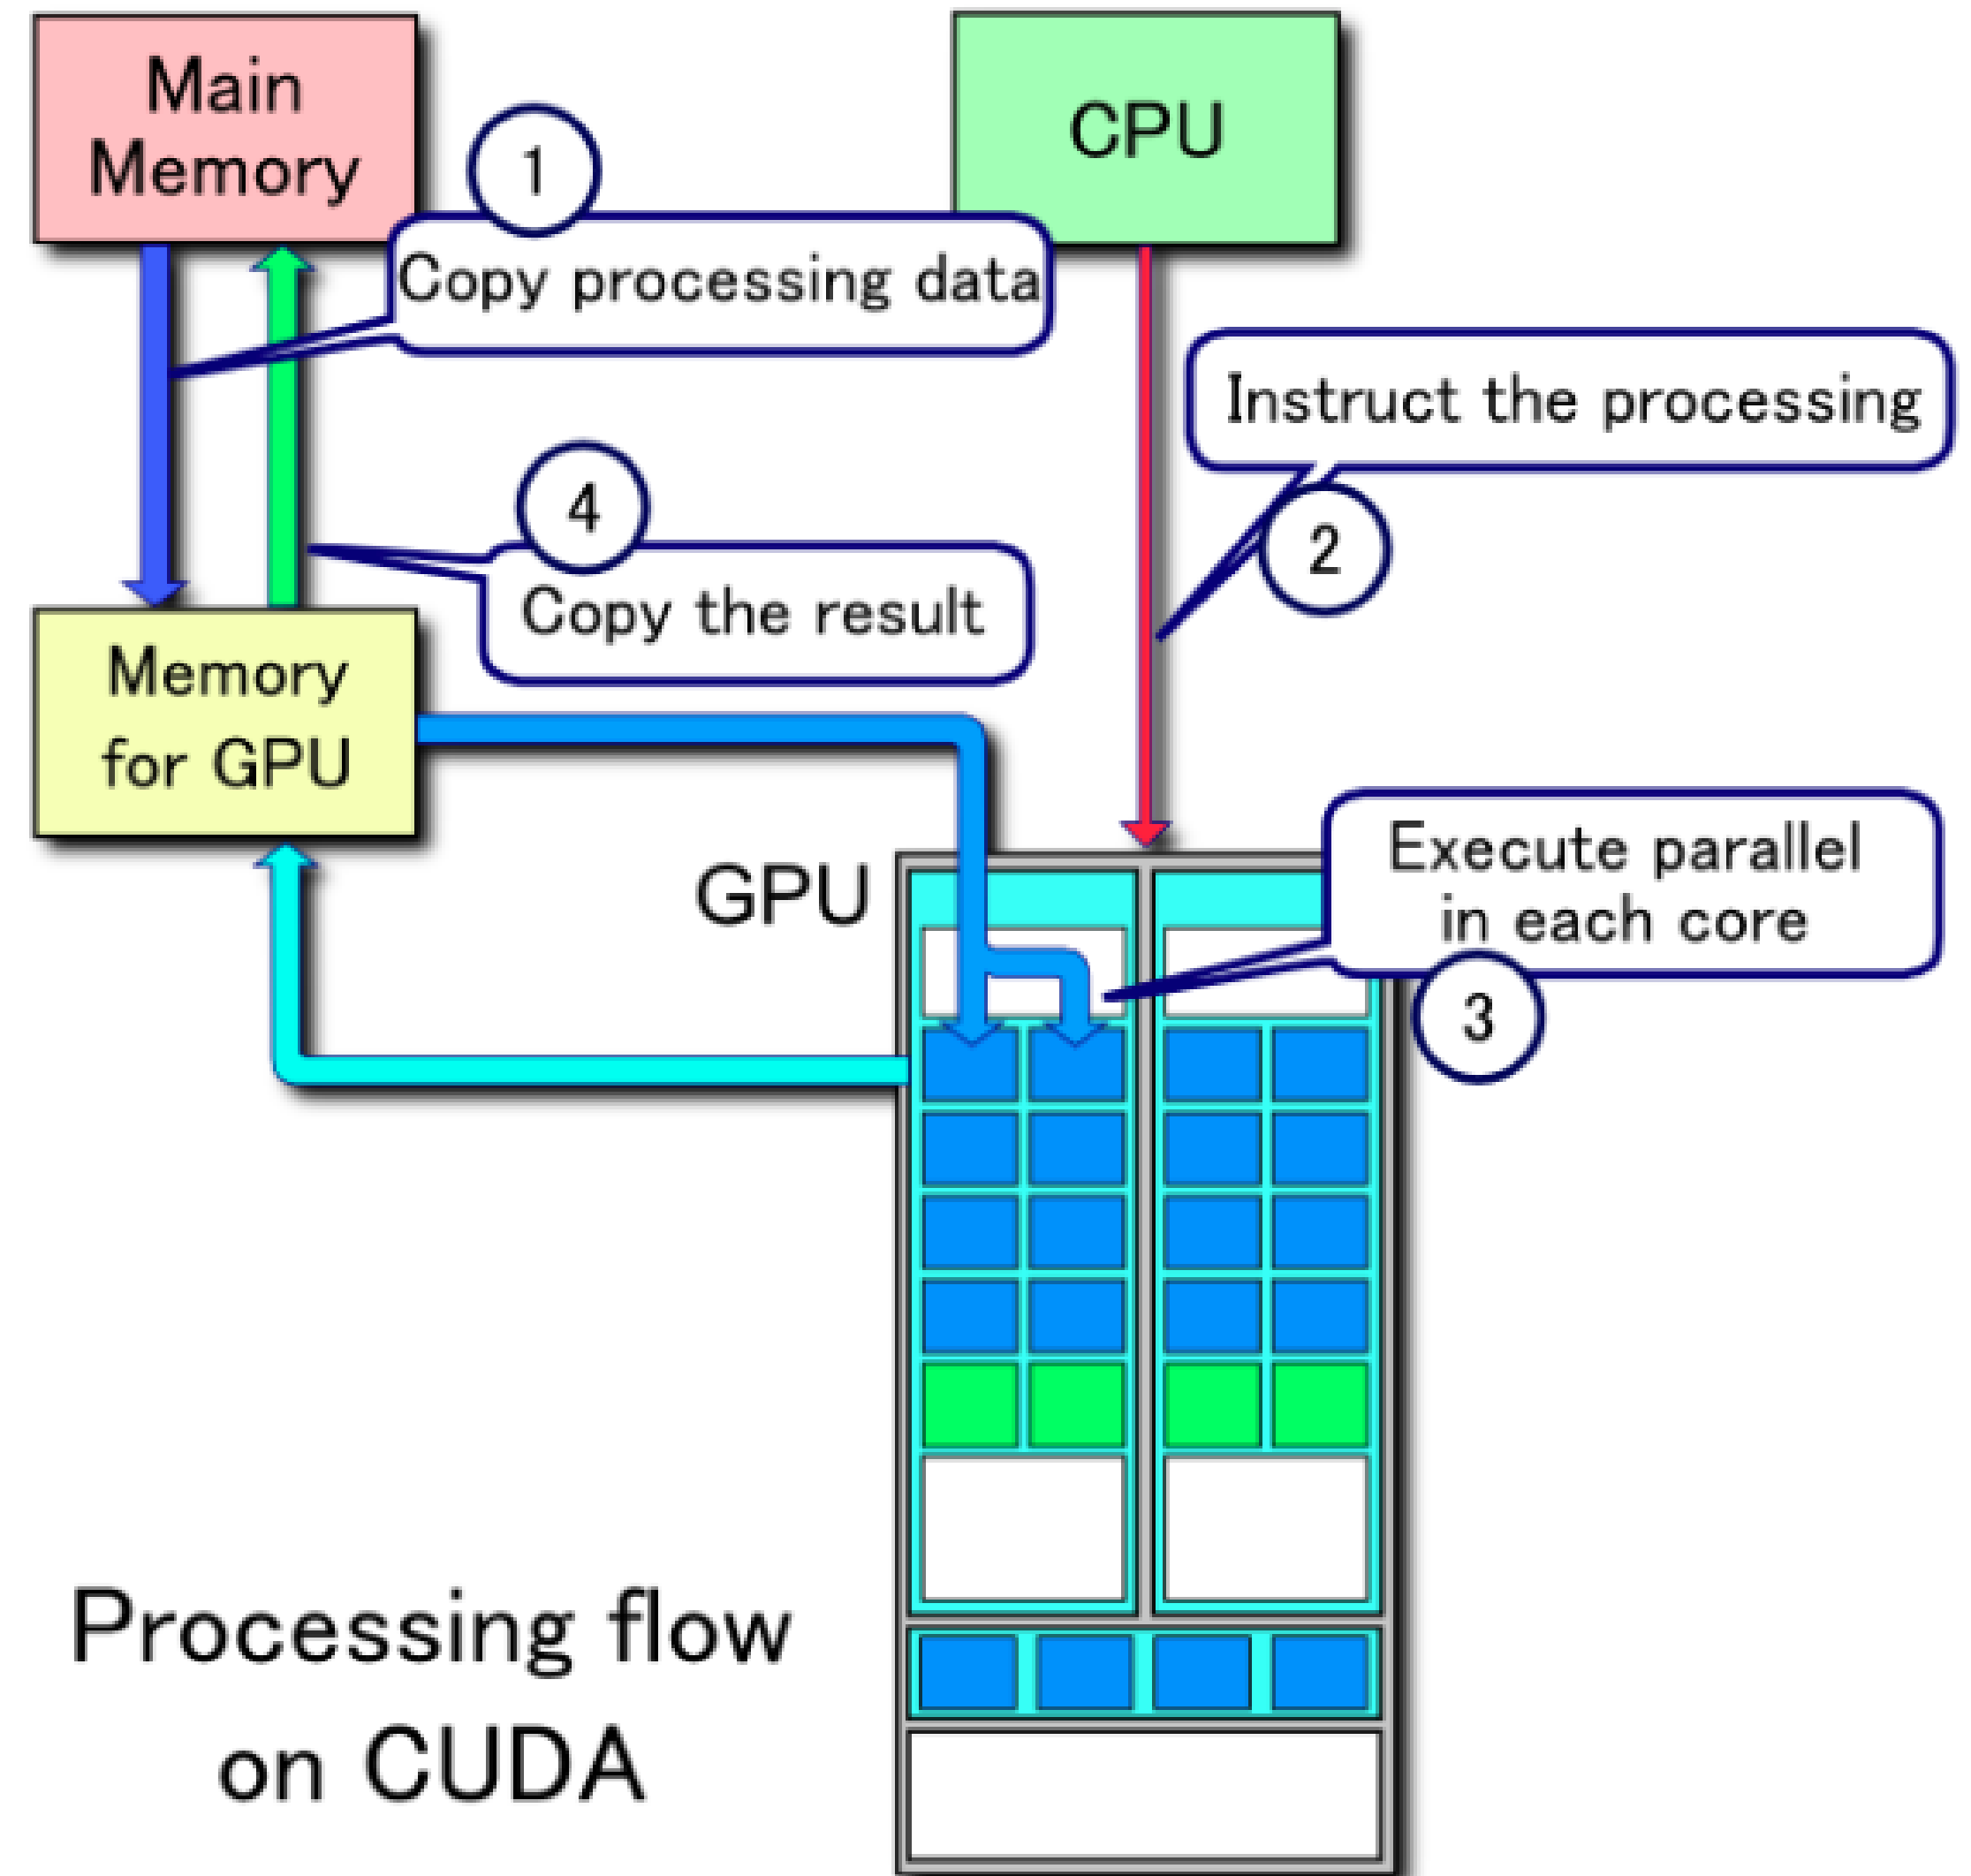 Main
Memory
CPU
1
Copy processing data
Instruct the processing
2
4
Copy the result
Memory
for GPU
GPU
Execute parallel
in each core
3
Processing flow
on CUDA